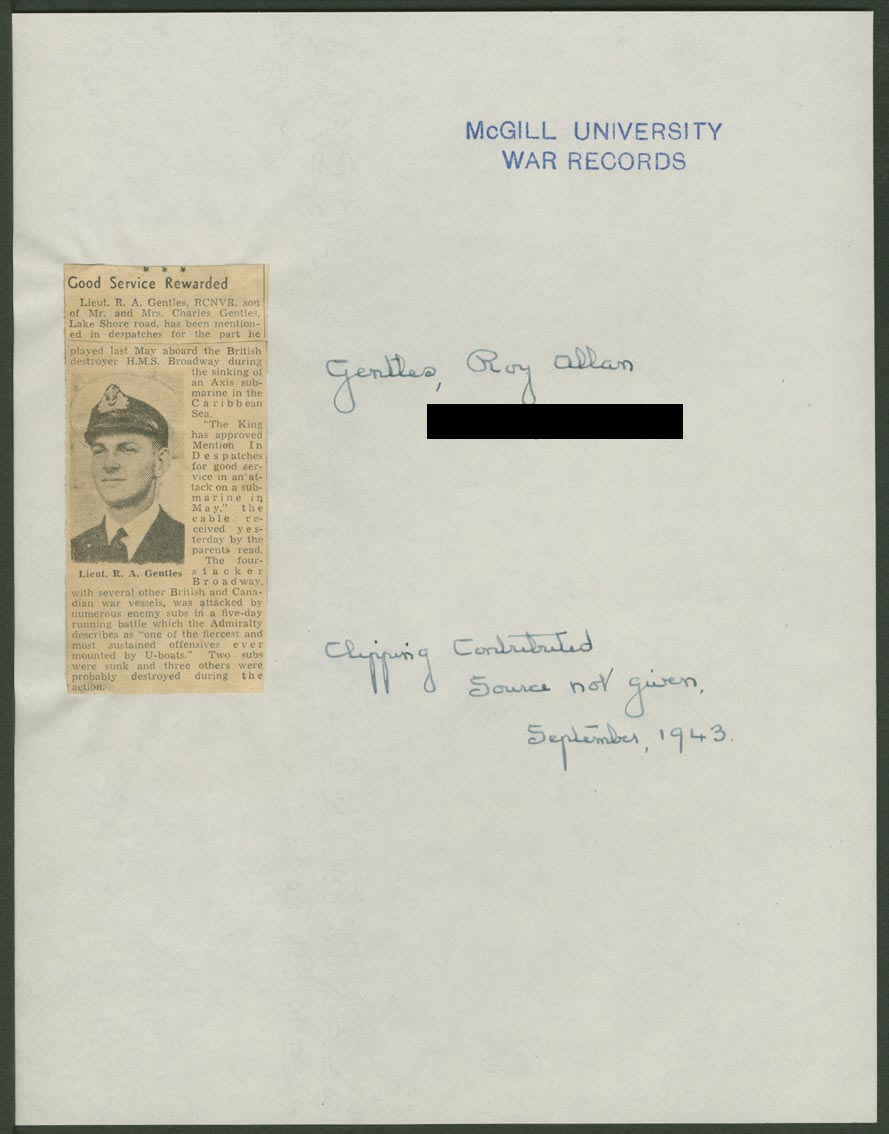 McGILL UNIVERSITY
WAR RECORDS
Good Service Rewarded
Lieut. R. A. Gentles, RCNVR, son
of Mr. and Mrs. Charles Gentles,
Lake Shore road, has been mention-
ed in despatches for the part he
played last May aboard the British
destroyer H.M.S. Broadway during
the sinking of
an Axis sub-
marine in the
Caribbean
Sea.
"The King
has approved
Mention In
Despatches
for good ser-
vice in an at-
tack on a sub-
marine in
May," the
cable re-
ceived yes-
terday by the
parents read.
The four-
stacker
Broadway,
Lieut. R. A. Gentles
with several other British and Cana-
dian war vessels, was attacked by
numerous enemy subs in a five-day
running battle which the Admiralty
describes as "one of the fiercest and
most sustained offensives ever
mounted by U-boats." Two subs
were sunk and three others were
probably destroyed during the
action.
Gentles, Roy Allan
Clipping Contributed
Source not given.
September, 1943.